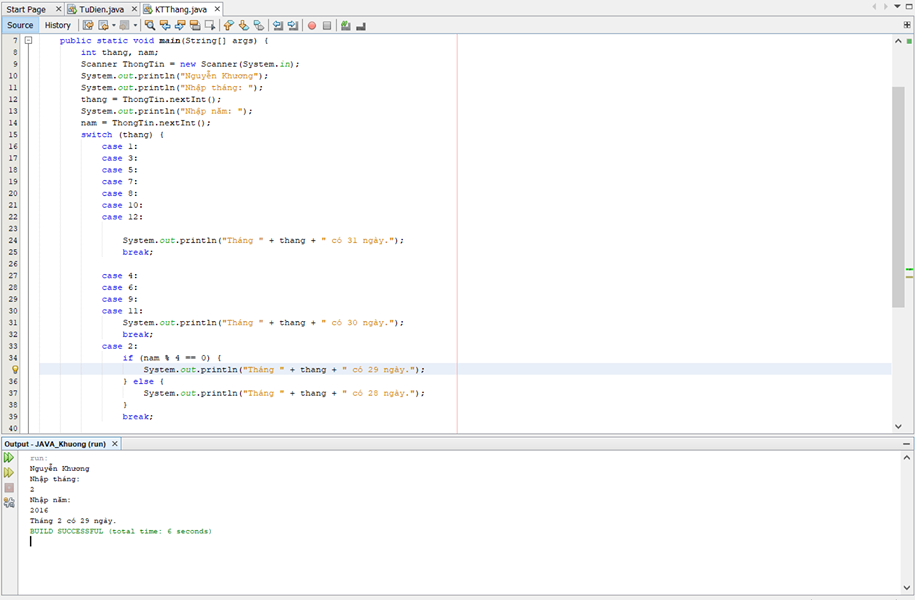 Start Page TuDien.java KTThang.java
Source History
7 public static void main(String[] args) {
8 int thang, nam;
9 Scanner ThongTin = new Scanner(System.in);
10 System.out.println("Nguyễn Khương");
11 System.out.println("Nhập tháng: ");
12 thang = ThongTin.nextInt();
13 System.out.println("Nhập năm: ");
14 nam = ThongTin.nextInt();
15 switch (thang) {
16 case 1:
17 case 3:
18 case 5:
19 case 7:
20 case 8:
21 case 10:
22 case 12:
23
24 System.out.println("Tháng " + thang + " có 31 ngày.");
25 break;
26
27 case 4:
28 case 6:
29 case 9:
30 case 11:
31 System.out.println("Tháng " + thang + " có 30 ngày.");
32 break;
33 case 2:
34 if (nam % 4 == 0) {
System.out.println("Tháng " + thang + " có 29 ngày.");
36 } else {
37 System.out.println("Tháng " + thang + " có 28 ngày.");
38 }
39 break;
40
Output - JAVA_Khuong (run)
run:
Nguyễn Khương
Nhập tháng:
2
Nhập năm:
2016
Tháng 2 có 29 ngày.
BUILD SUCCESSFUL (total time: 6 seconds)